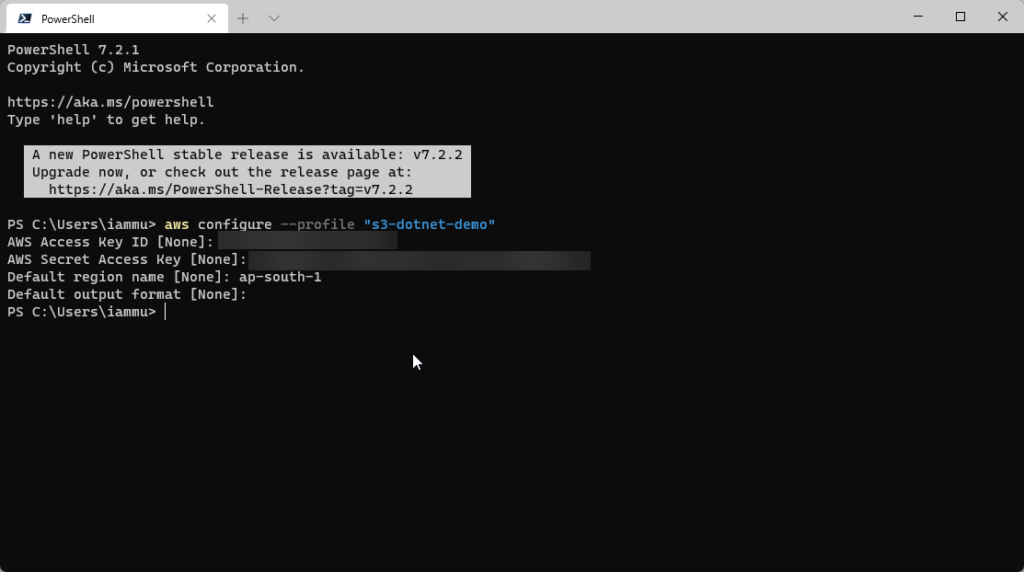 PowerShell
PowerShell 7.2.1
Copyright (c) Microsoft Corporation.
https://aka.ms/powershell
Type 'help' to get help.
A new PowerShell stable release is available: v7.2.2
Upgrade now, or check out the release page at:
https://aka.ms/PowerShell-Release?tag=v7.2.2
PS C:\Users\iammu> aws configure --profile "s3-dotnet-demo"
AWS Access Key ID [None]:
AWS Secret Access Key [None]:
Default region name [None]: ap-south-1
Default output format [None]:
PS C:\Users\iammu>